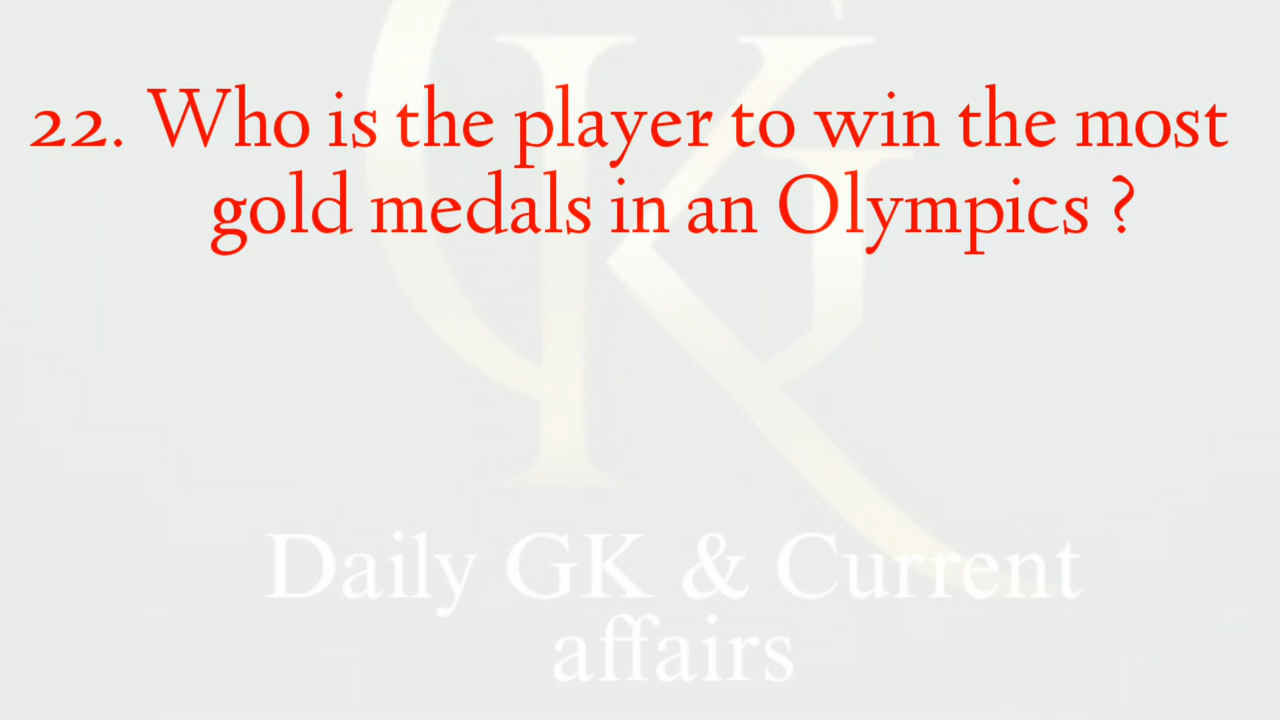 22. Who is the player to win the most
gold medals in an Olympics ?
Daily GK & Current
affairs